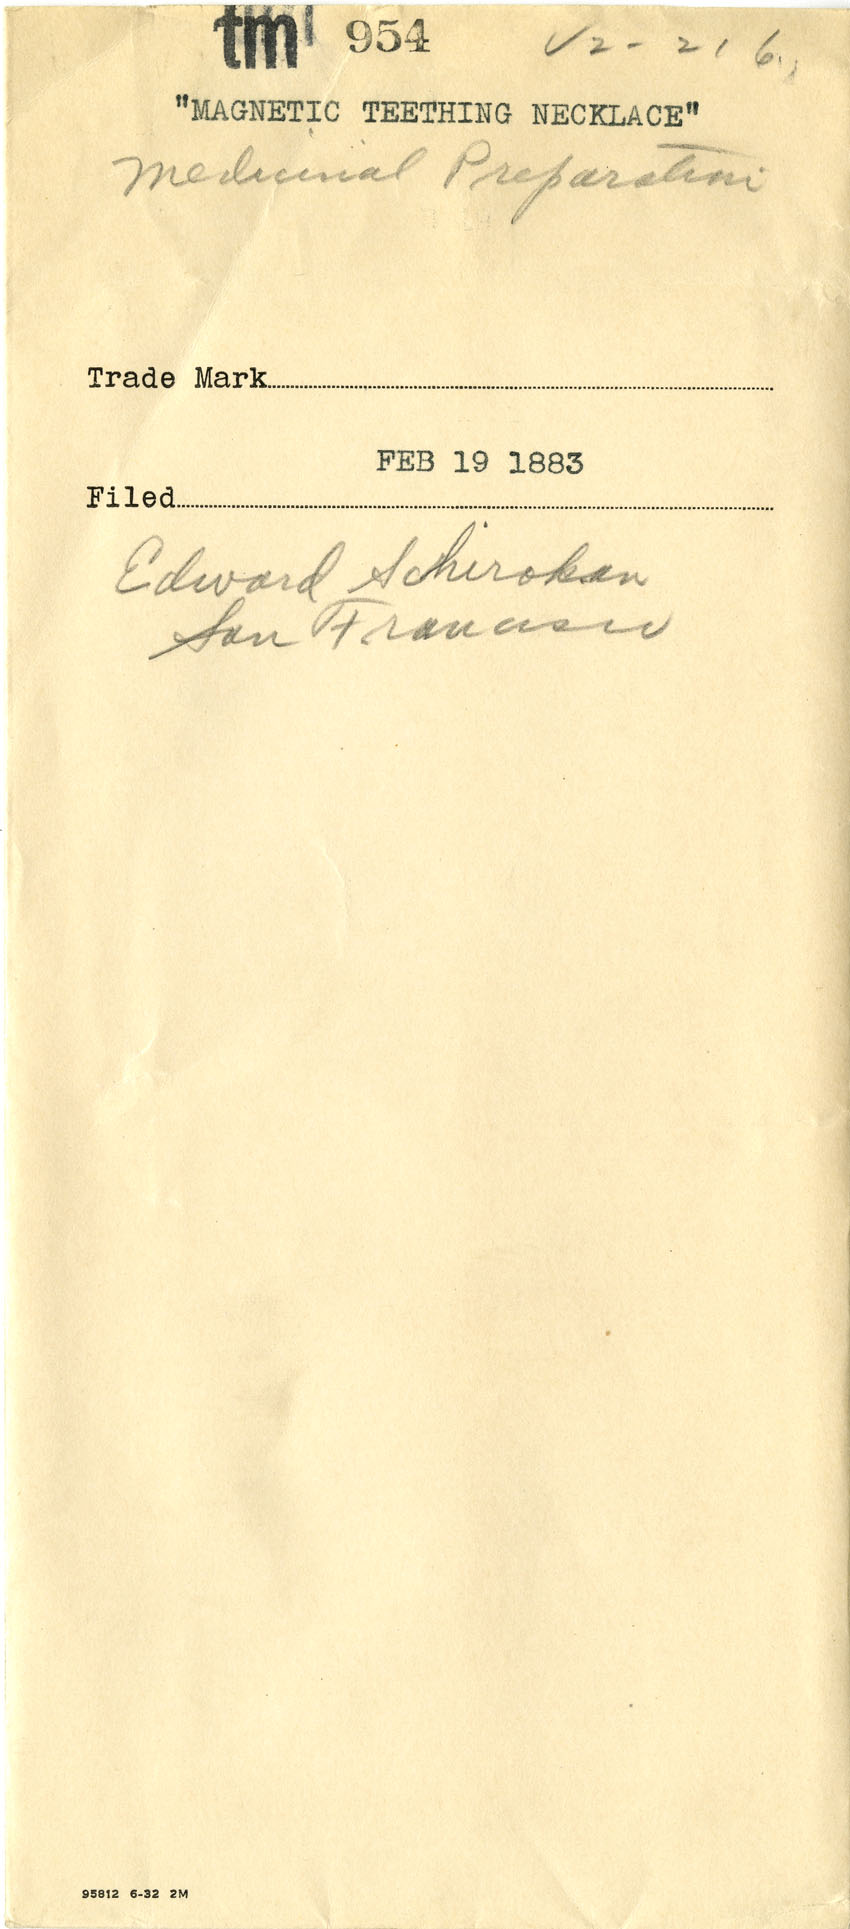 tm 954 V2-216
"MAGNETIC TEETHING NECKLACE"
Medicinal Preparation
Trade Mark
FEB 19 1883
Filed
Edward Schirokan
San Francisco
95812 6-32 2M